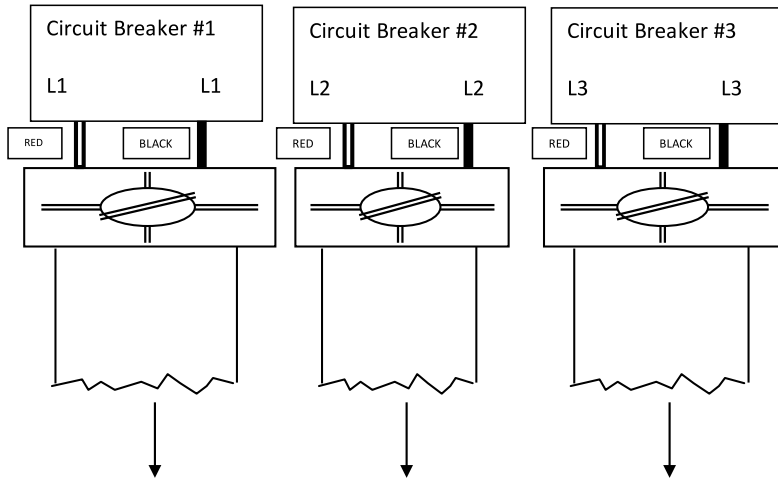 Circuit Breaker #1
L1 L1
RED BLACK
Circuit Breaker #2
L2 L2
RED BLACK
Circuit Breaker #3
L3 L3
RED BLACK